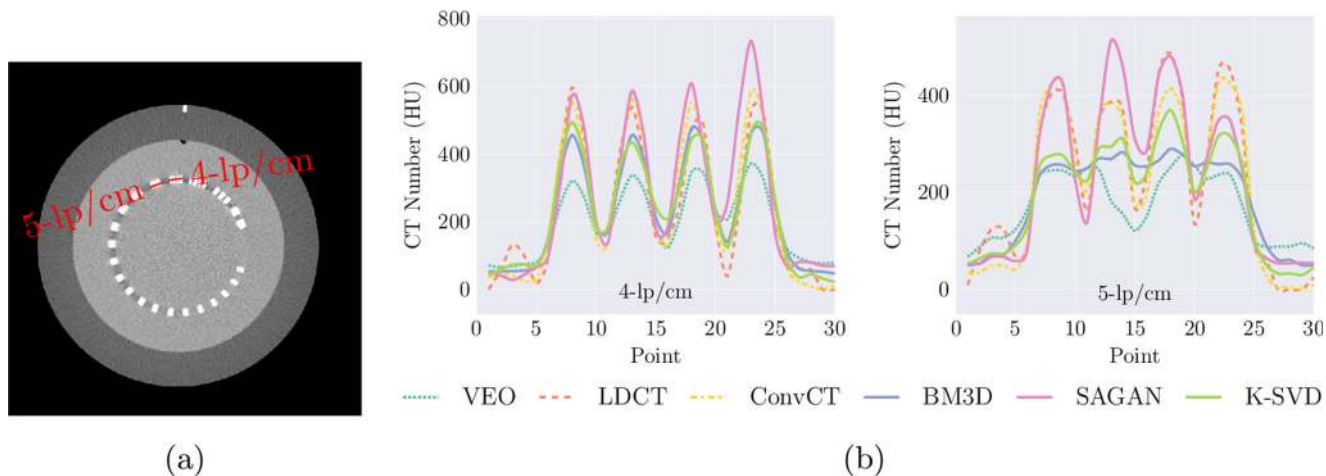 5-lp/cm
4-lp/cm
(a)
CT Number (HU)
800
600
400
200
0
4-lp/cm
0
5
10
15
20
25
30
Point
CT Number (HU)
400
200
0
5-lp/cm
0
5
10
15
20
25
30
Point
VEO
LDCT
ConvCT
BM3D
SAGAN
K-SVD
(b)